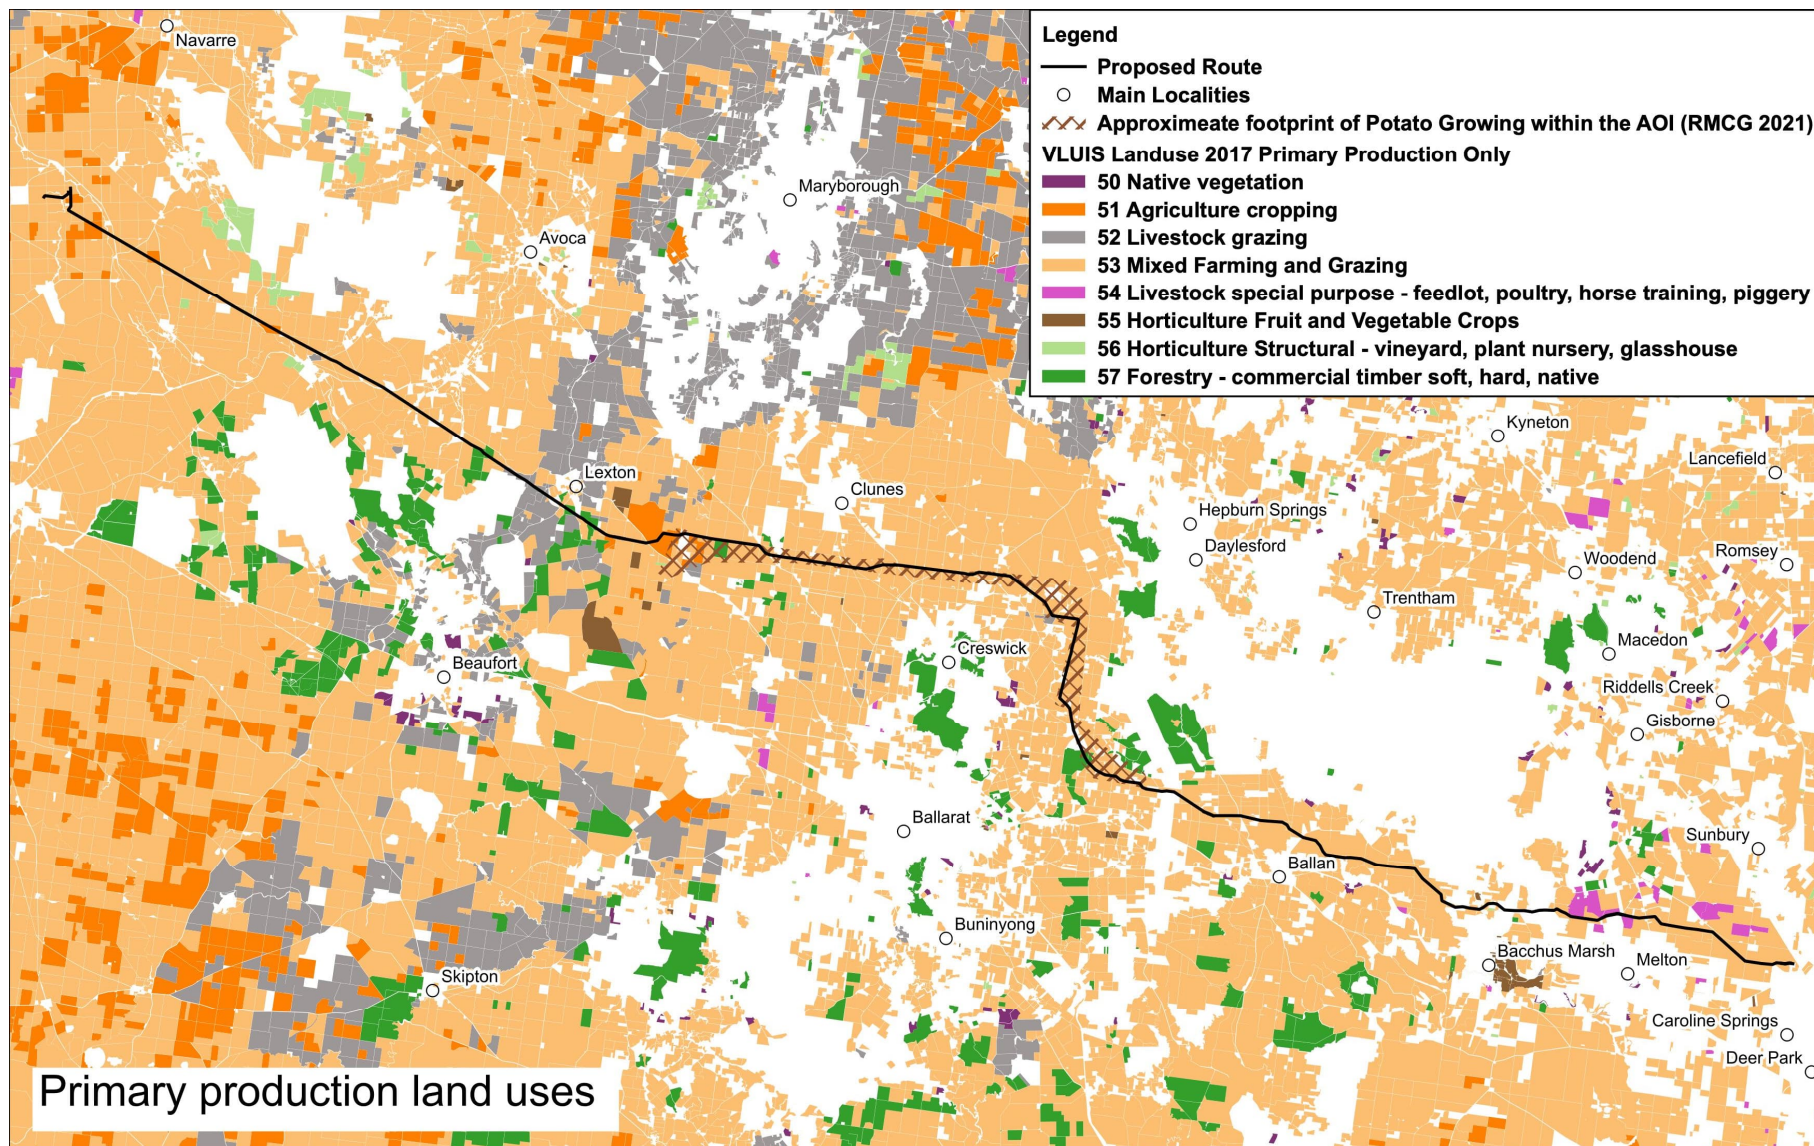 Legend
Proposed Route
Main Localities
Approximeate footprint of Potato Growing within the AOI (RMCG 2021)
VLUIS Landuse 2017 Primary Production Only
50 Native vegetation
51 Agriculture cropping
52 Livestock grazing
53 Mixed Farming and Grazing
54 Livestock special purpose - feedlot, poultry, horse training, piggery
55 Horticulture Fruit and Vegetable Crops
56 Horticulture Structural - vineyard, plant nursery, glasshouse
57 Forestry - commercial timber soft, hard, native
Navarre
Maryborough
Avoca
Kyneton
Lancefield
Lexton
Clunes
Hepburn Springs
Daylesford
Woodend
Romsey
Trentham
Macedon
Creswick
Beaufort
Riddells Creek
Gisborne
Ballarat
Sunbury
Ballan
Buninyong
Bacchus Marsh
Melton
Skipton
Caroline Springs
Deer Park
Primary production land uses